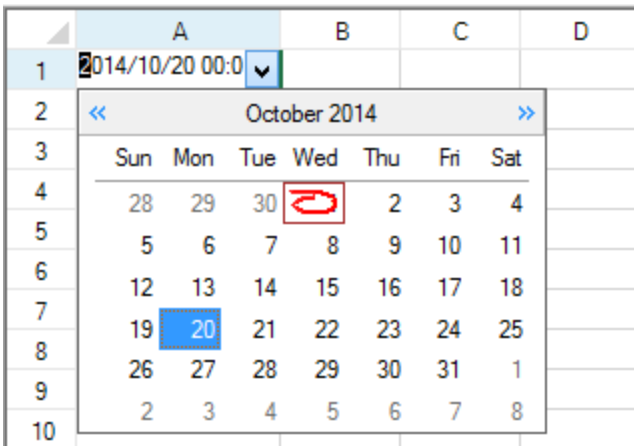 A B C D
1 2014/10/20 00:0
2 « October 2014 »
3 Sun Mon Tue Wed Thu Fri Sat
4 28 29 30 2 3 4
5 5 6 7 8 9 10 11
6 12 13 14 15 16 17 18
7
19 20 21 22 23 24 25
8
26 27 28 29 30 31 1
9
2 3 4 5 6 7 8
10